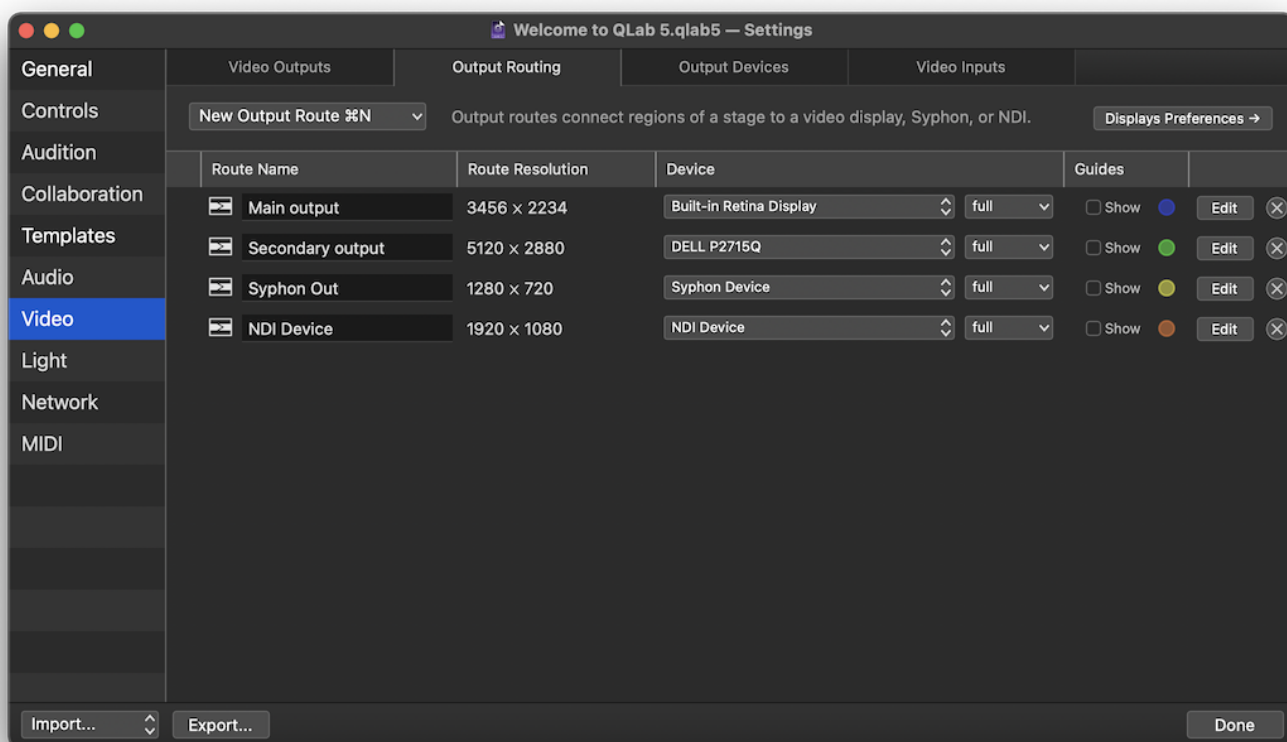 Welcome to QLab 5.qlab5 — Settings
General
Controls
Audition
Collaboration
Templates
Audio
Video
Light
Network
MIDI
Video Outputs Output Routing Output Devices Video Inputs
New Output Route ⌘N Output routes connect regions of a stage to a video display, Syphon, or NDI. Displays Preferences →
Route Name Route Resolution Device Guides
Main output 3456 × 2234 Built-in Retina Display full Show Edit
Secondary output 5120 × 2880 DELL P2715Q full Show Edit
Syphon Out 1280 × 720 Syphon Device full Show Edit
NDI Device 1920 × 1080 NDI Device full Show Edit
Import... Export... Done